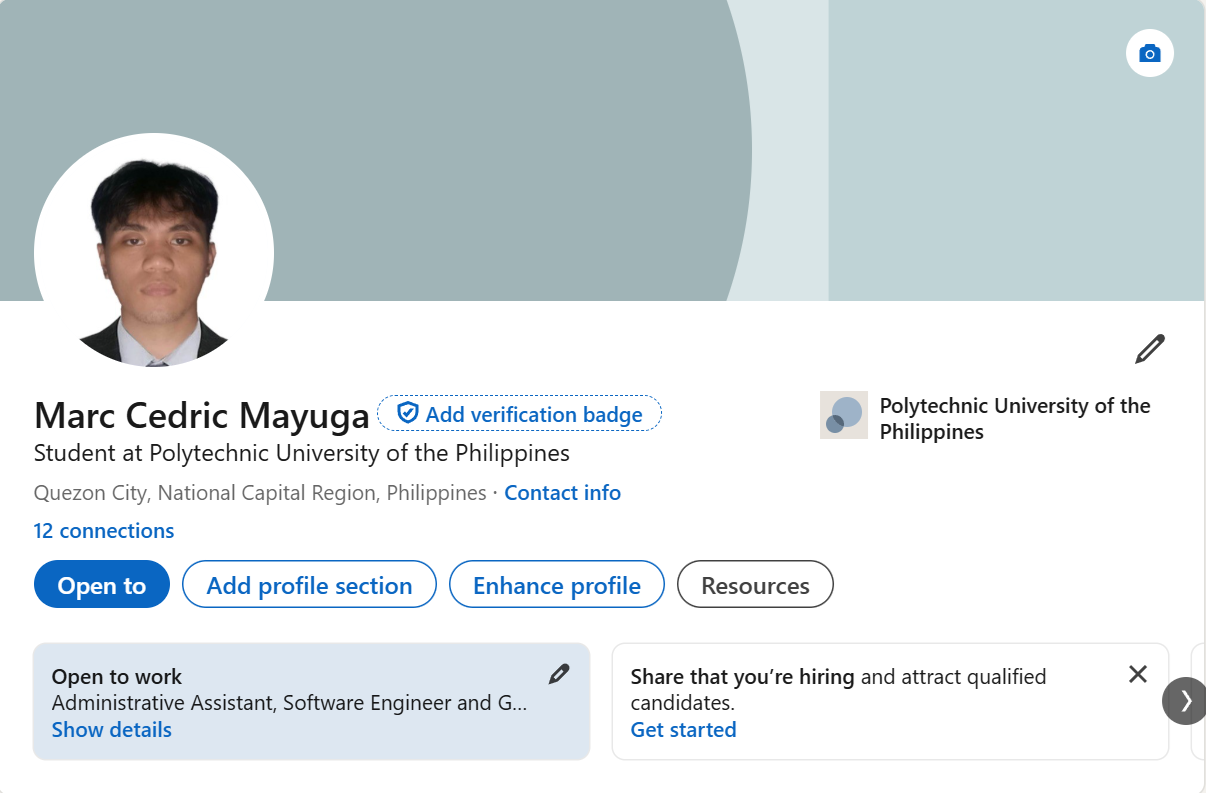 Marc Cedric Mayuga Add verification badge
Polytechnic University of the
Philippines
Student at Polytechnic University of the Philippines
Quezon City, National Capital Region, Philippines · Contact info
12 connections
Open to Add profile section Enhance profile Resources
Open to work
Administrative Assistant, Software Engineer and G...
Show details
Share that you’re hiring and attract qualified
candidates.
Get started